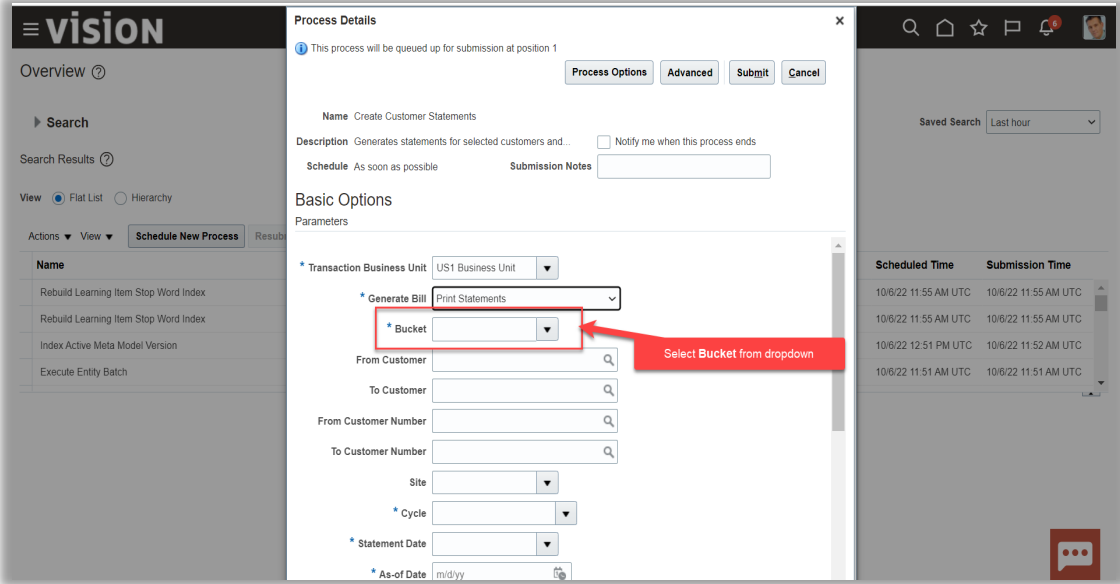 vision
6
Overview
Search
Saved Search Last hour
Search Results
View Flat List Hierarchy
Actions View Schedule New Process
Name
Rebuild Learning Item Stop Word Index
Rebuild Learning Item Stop Word Index
Index Active Meta Model Version
Execute Entity Batch
Process Details
This process will be queued up for submission at position 1
Process Options Advanced Submit Cancel
Name Create Customer Statements
Description Generates statements for selected customers and... Notify me when this process ends
Schedule As soon as possible Submission Notes
Basic Options
Parameters
* Transaction Business Unit US1 Business Unit
* Generate Bill Print Statements
* Bucket
Select Bucket from dropdown
From Customer
To Customer
From Customer Number
To Customer Number
Site
* Cycle
* Statement Date
* As-of Date m/d/yy
Scheduled Time Submission Time
10/6/22 11:55 AM UTC 10/6/22 11:55 AM UTC
10/6/22 11:55 AM UTC 10/6/22 11:55 AM UTC
10/6/22 12:51 PM UTC 10/6/22 11:52 AM UTC
10/6/22 11:51 AM UTC 10/6/22 11:51 AM UTC